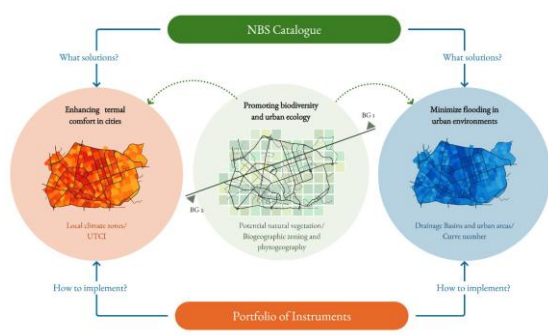 NBS Catalogue
What solutions?
What solutions?
Enhancing termal
comfort in cities
Promoting biodiversity
and urban ecology
Minimize flooding in
urban environments
BG 1
BG 2
Local climate zones/
UTCI
Potential natural vegetation/
Biogeographic zoning and
phytogeography
Drainage Basins and urban areas/
Curve number
How to implement?
How to implement?
Portfolio of Instruments